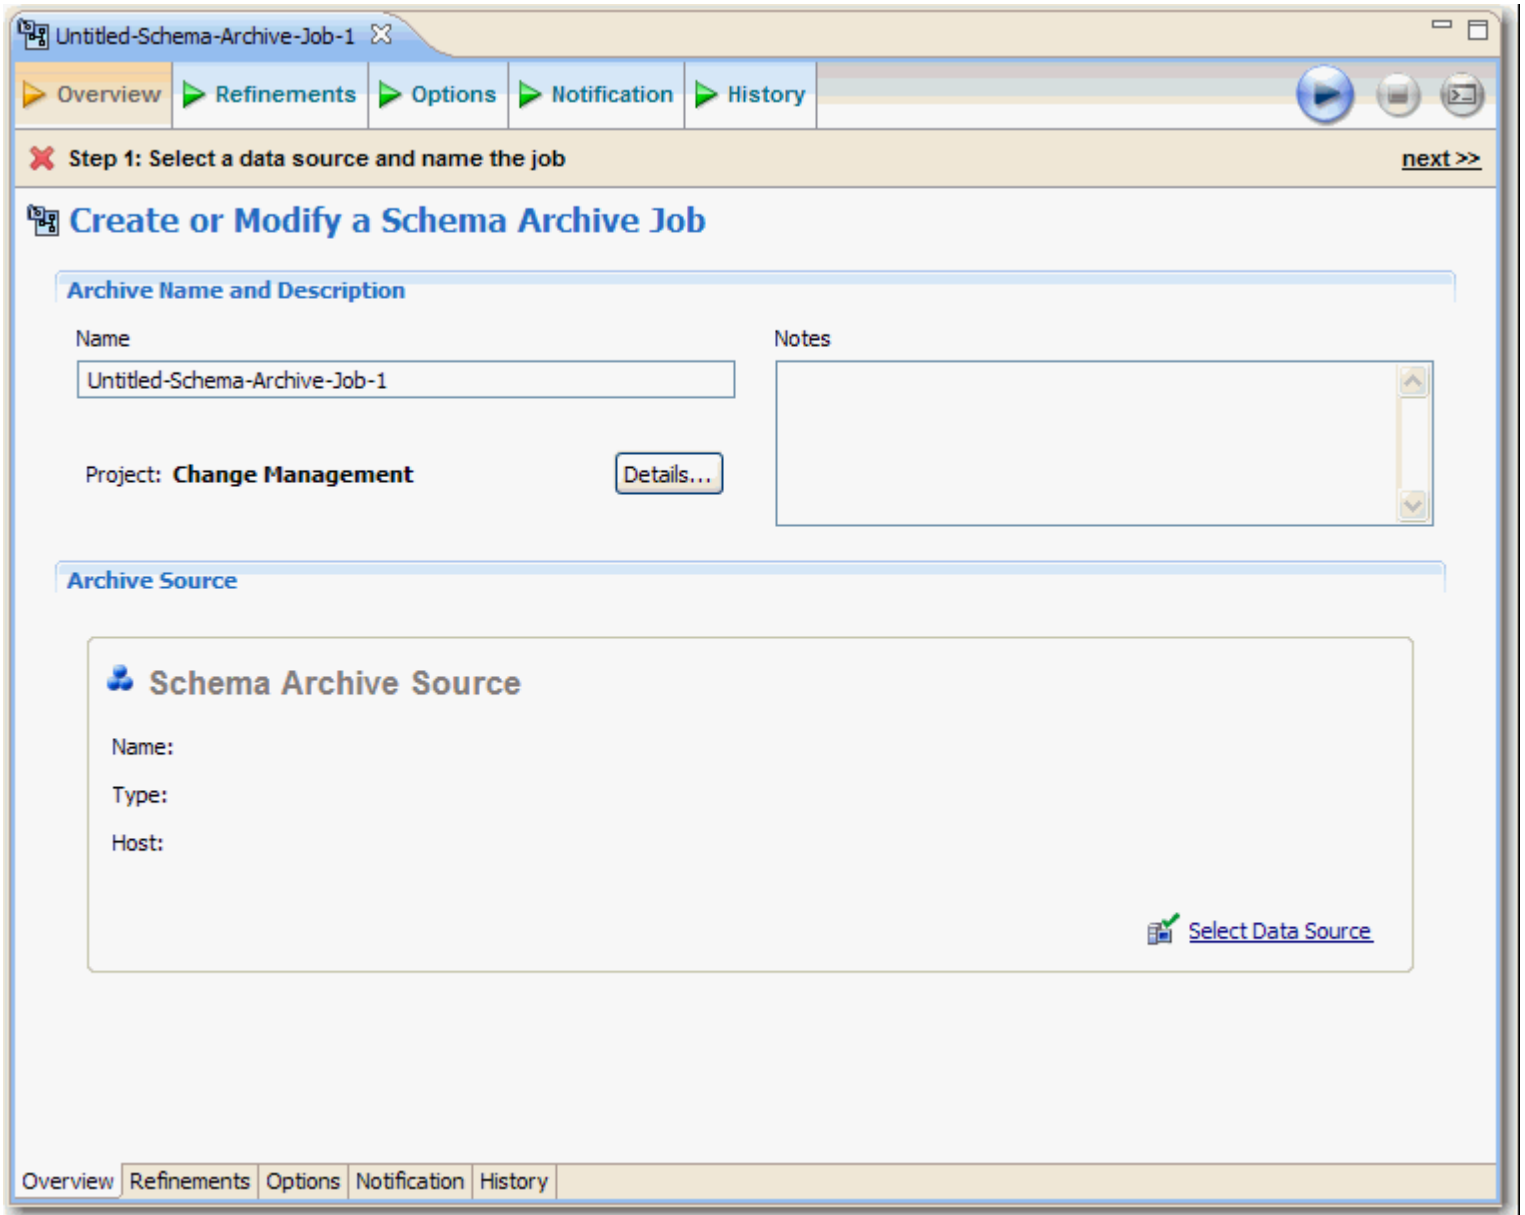 Untitled-Schema-Archive-Job-1
Overview Refinements Options Notification History
Step 1: Select a data source and name the job next >>
Create or Modify a Schema Archive Job
Archive Name and Description
Name Notes
Untitled-Schema-Archive-Job-1
Project: Change Management Details...
Archive Source
Schema Archive Source
Name:
Type:
Host:
Select Data Source
Overview Refinements Options Notification History